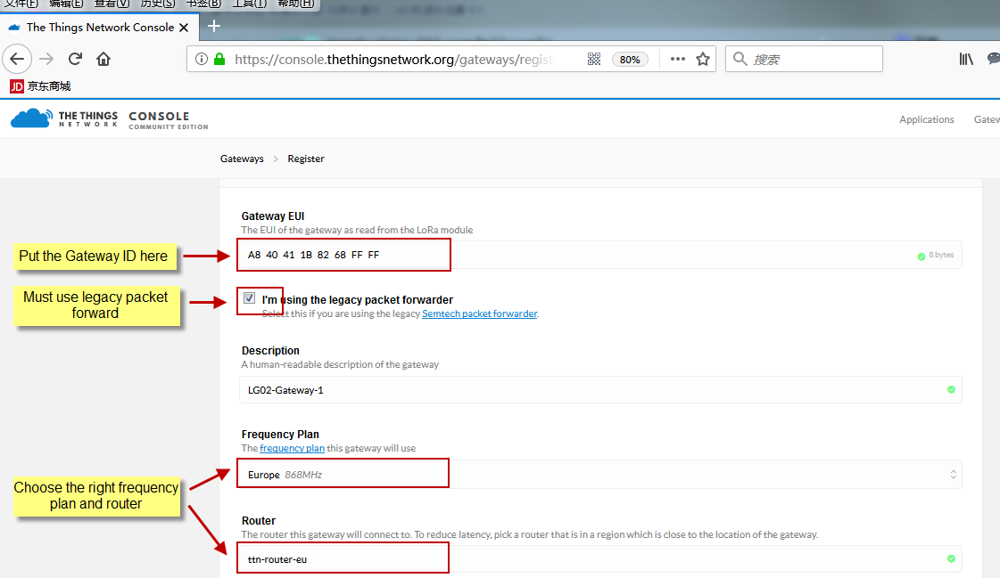 文件(F) 编辑(E) 查看(V) 历史(S) 书签(B) 工具(T) 帮助(H)
The Things Network Console
https://console.thethingsnetwork.org/gateways/regist
80%
搜索
JD 京东商城
THE THINGS
NETWORK
CONSOLE
COMMUNITY EDITION
Applications
Gatew
Gateways > Register
Gateway EUI
The EUI of the gateway as read from the LoRa module
Put the Gateway ID here
A8 40 41 1B 82 68 FF FF
8 bytes
Must use legacy packet
forward
I'm using the legacy packet forwarder
Select this if you are using the legacy Semtech packet forwarder.
Description
A human-readable description of the gateway
LG02-Gateway-1
Frequency Plan
The frequency plan this gateway will use
Europe 868MHz
Choose the right frequency
plan and router
Router
The router this gateway will connect to. To reduce latency, pick a router that is in a region which is close to the location of the gateway.
ttn-router-eu